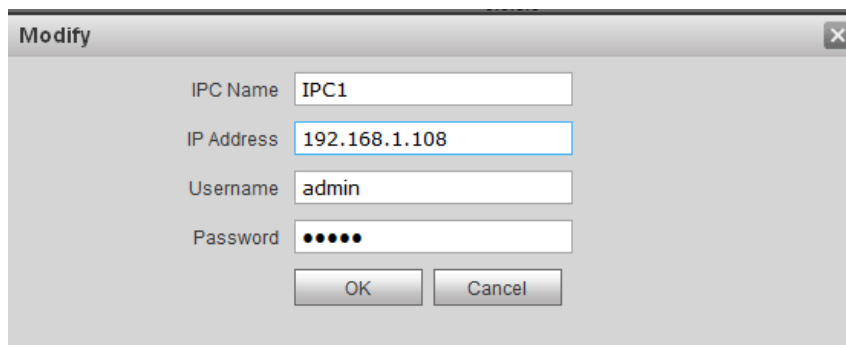 Modify
IPC Name IPC1
IP Address 192.168.1.108
Username admin
Password •••••
OK Cancel